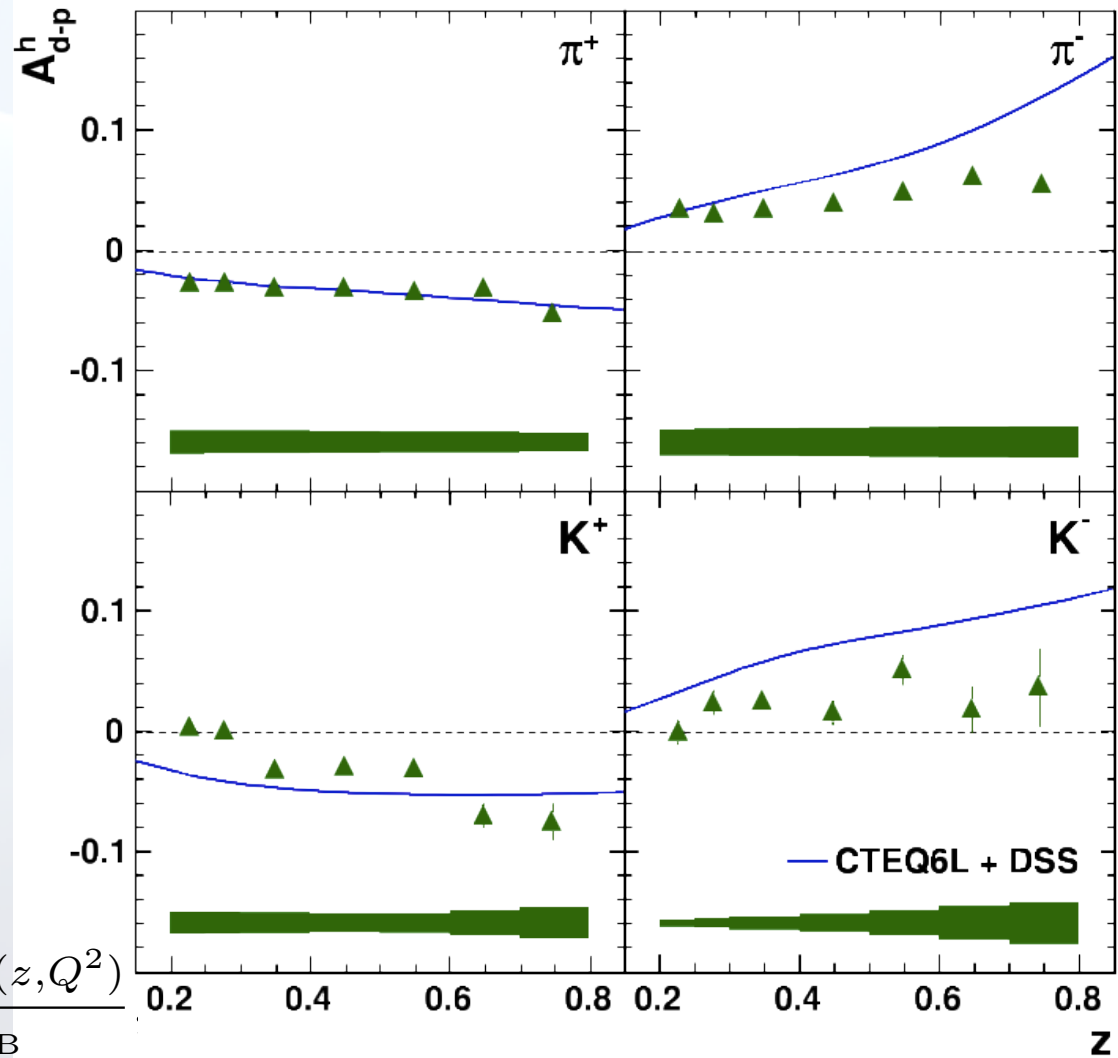 A^h_{d-p}
π⁺
π⁻
0.1
0
-0.1
K⁺
K⁻
0.1
0
-0.1
CTEQ6L + DSS
(z,Q²)
B
0.2 0.4 0.6 0.8 0.2 0.4 0.6 0.8
z